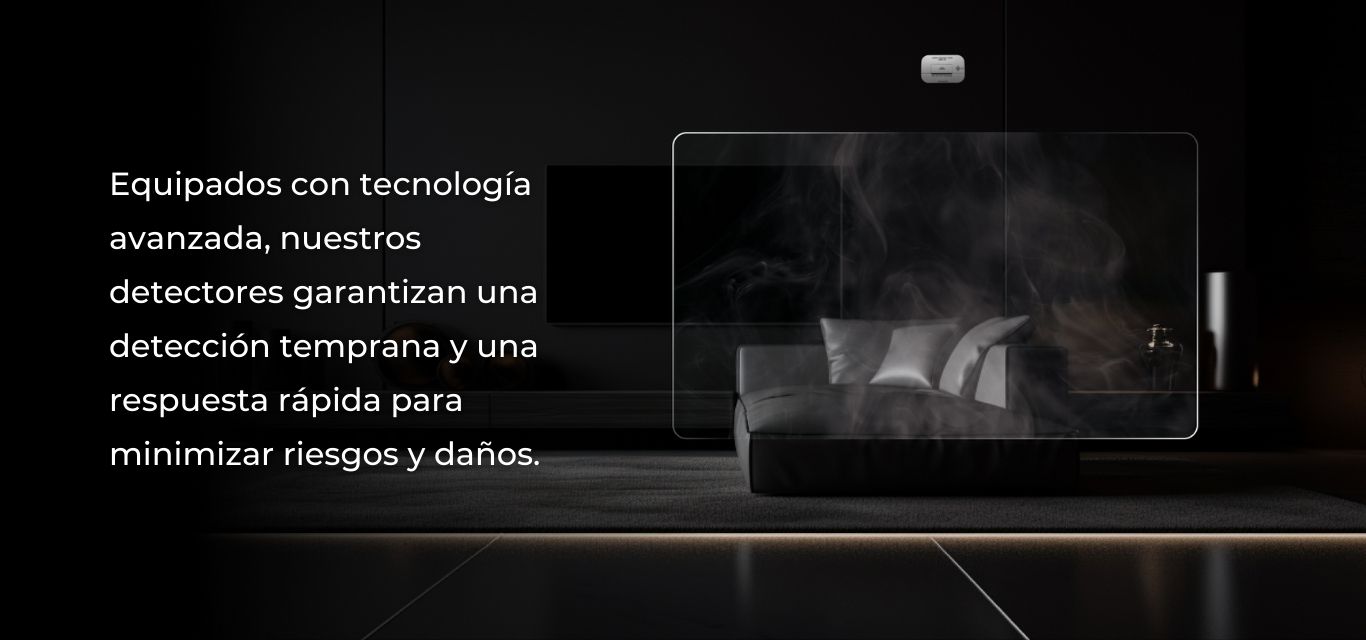 Equipados con tecnología
avanzada, nuestros
detectores garantizan una
detección temprana y una
respuesta rápida para
minimizar riesgos y daños.